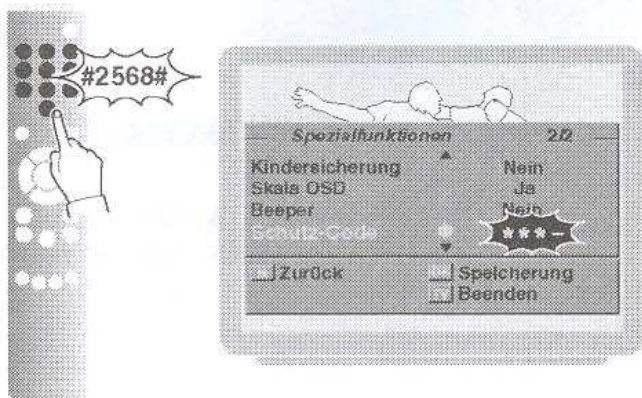 #2568#
Spezialfunktionen 2/2
Kindersicherung Nein
Skala OSD Ja
Beeper Nein
Schutz-Code ***-
Zurück Speicherung
Beenden